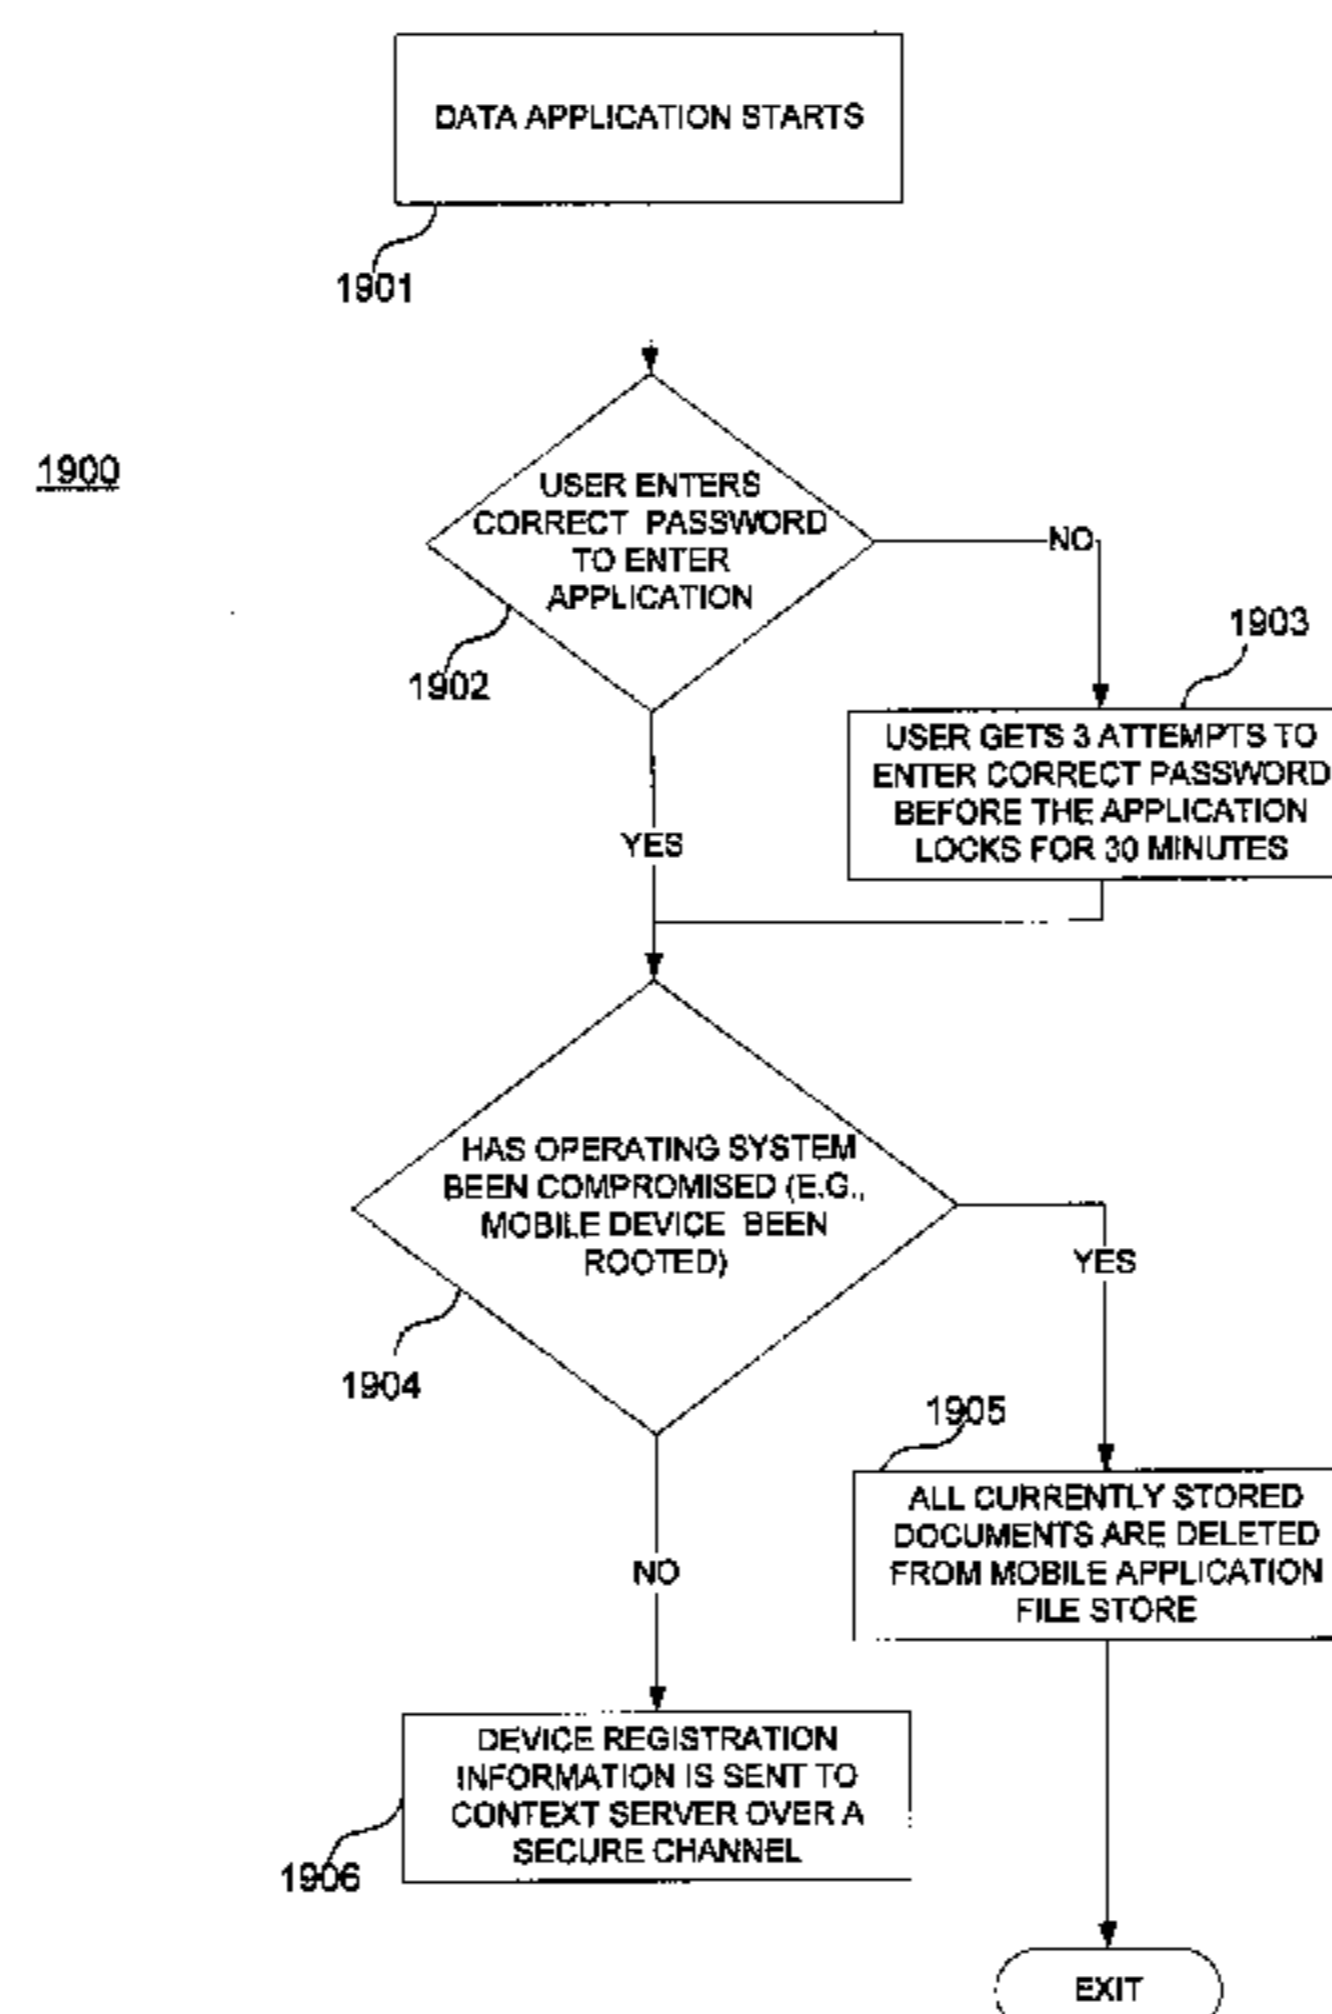 DATA APPLICATION STARTS
1901
1900
USER ENTERS
CORRECT PASSWORD
TO ENTER
APPLICATION
NO
1902
1903
USER GETS 3 ATTEMPTS TO
ENTER CORRECT PASSWORD
BEFORE THE APPLICATION
LOCKS FOR 30 MINUTES
YES
HAS OPERATING SYSTEM
BEEN COMPROMISED (E.G.,
MOBILE DEVICE BEEN
ROOTED)
YES
1904
1905
ALL CURRENTLY STORED
DOCUMENTS ARE DELETED
FROM MOBILE APPLICATION
FILE STORE
NO
DEVICE REGISTRATION
INFORMATION IS SENT TO
CONTEXT SERVER OVER A
SECURE CHANNEL
1906
EXIT